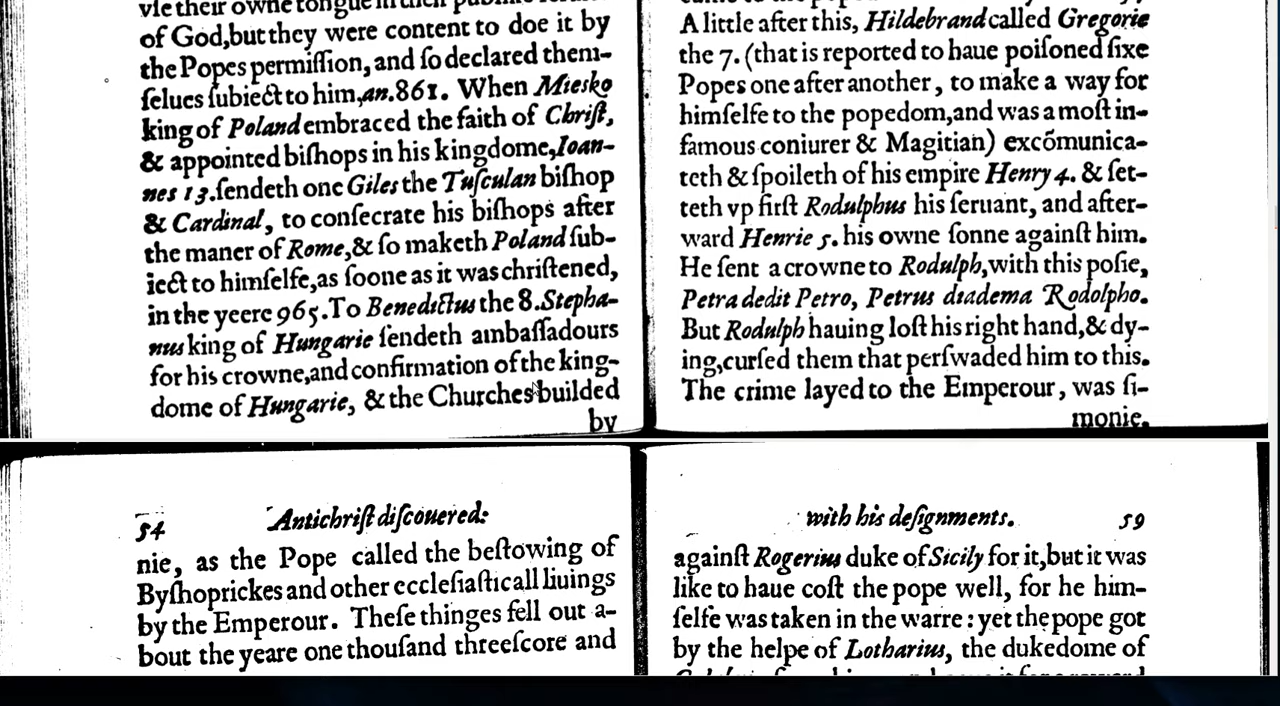 vſe their owne tongue in their publike
of God,but they were content to doe it by
the Popes permiſſion, and ſo declared them-
ſelues ſubiect to him,an.861. When Miesko
king of Poland embraced the faith of Chriſt,
& appointed biſhops in his kingdome,Ioan-
nes 13.ſendeth one Giles the Tuſculan biſhop
& Cardinal, to conſecrate his biſhops after
the maner of Rome,& ſo maketh Poland ſub-
iect to himſelfe,as ſoone as it was chriſtened,
in the yeere 965.To Benedictus the 8.Stepha-
nus king of Hungarie ſendeth ambaſſadours
for his crowne,and confirmation of the king-
dome of Hungarie, & the Churches builded
by
A little after this, Hildebrand called Gregorie
the 7. (that is reported to haue poiſoned ſixe
Popes one after another, to make a way for
himſelfe to the popedom,and was a moſt in-
famous coniurer & Magitian) excõmunica-
teth & ſpoileth of his empire Henry 4. & ſet-
teth vp firſt Rodulphus his ſeruant, and after-
ward Henrie 5. his owne ſonne againſt him.
He ſent a crowne to Rodulph,with this poſie,
Petra dedit Petro, Petrus diadema Rodolpho.
But Rodulph hauing loſt his right hand,& dy-
ing,curſed them that perſwaded him to this.
The crime layed to the Emperour, was ſi-
monie.
54 Antichriſt diſcouered:
nie, as the Pope called the beſtowing of
Byſhoprickes and other eccleſiaſticall liuings
by the Emperour. Theſe thinges fell out a-
bout the yeare one thouſand threeſcore and
with his deſignments. 59
againſt Rogerius duke of Sicily for it,but it was
like to haue coſt the pope well, for he him-
ſelfe was taken in the warre : yet the pope got
by the helpe of Lotharius, the dukedome of